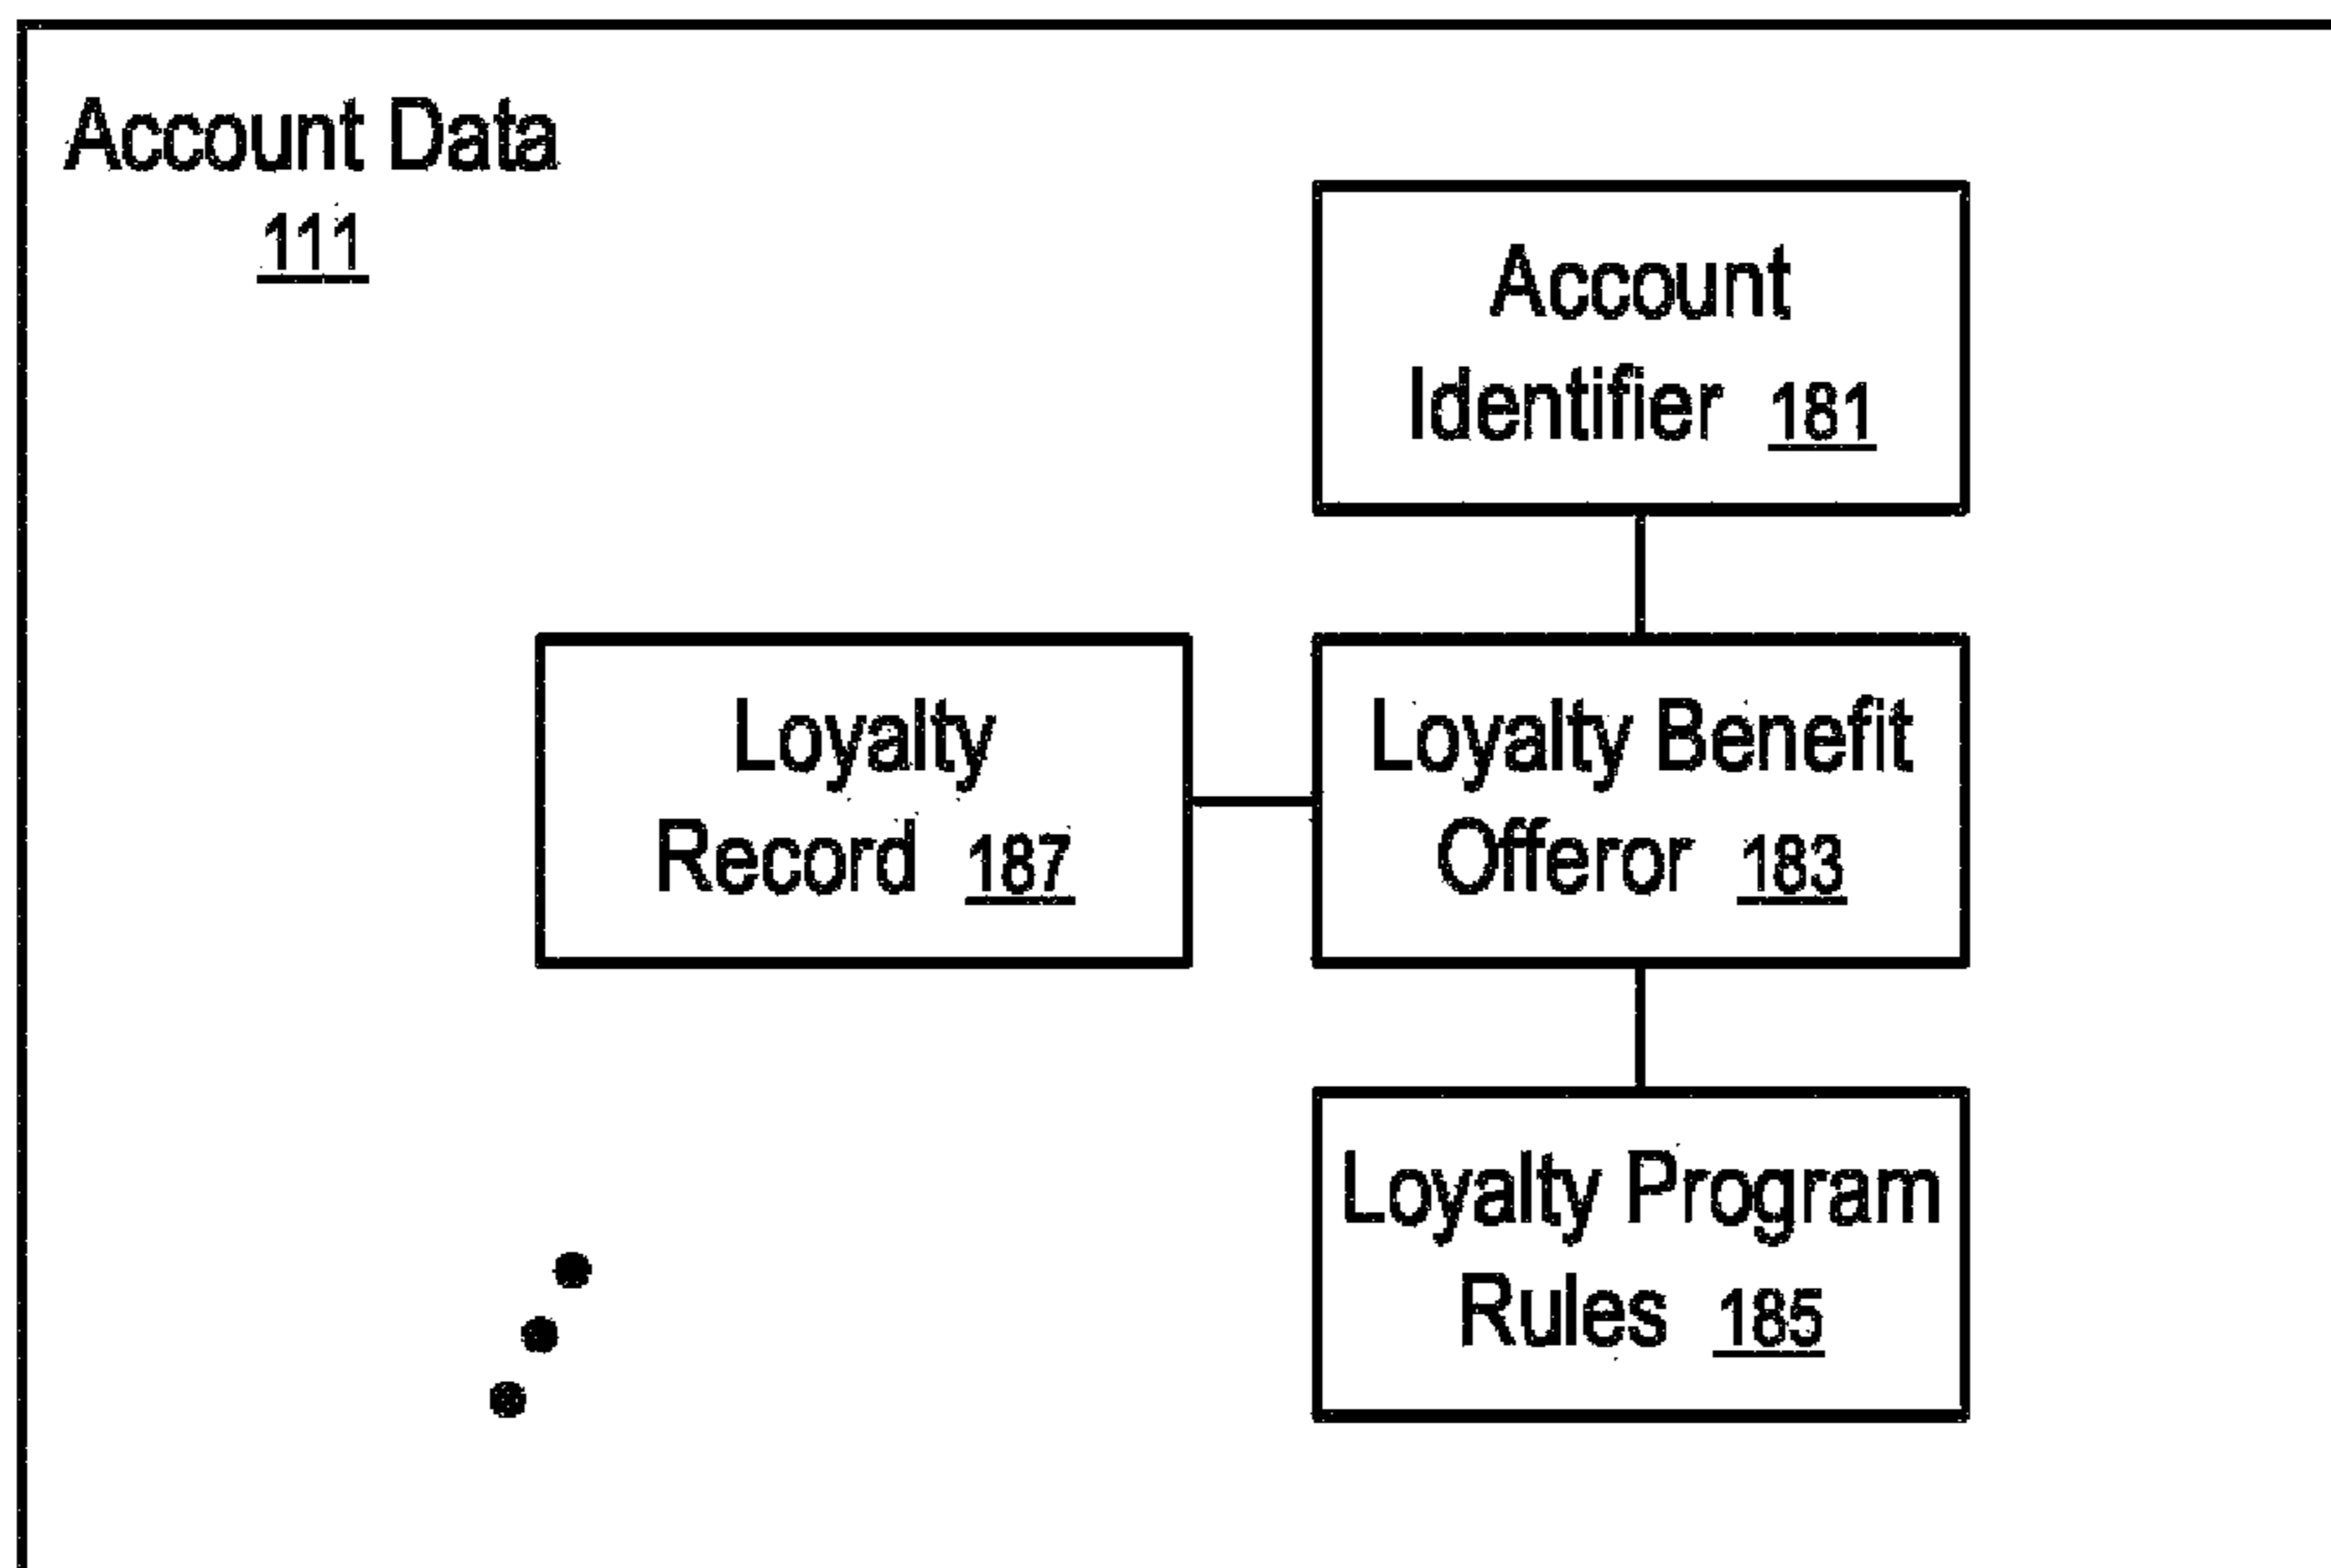 Account Data
111
Account
Identifier 181
Loyalty
Record 187
Loyalty Benefit
Offeror 183
Loyalty Program
Rules 185